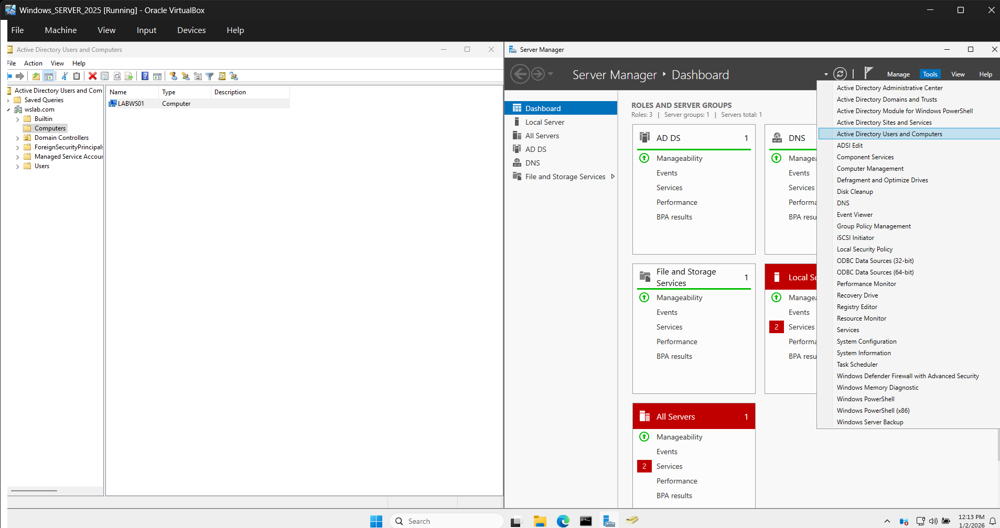 Windows_SERVER_2025 [Running] - Oracle VirtualBox
File Machine View Input Devices Help
Active Directory Users and Computers
File Action View Help
Active Directory Users and Com
Saved Queries
wslab.com
Builtin
Computers
Domain Controllers
ForeignSecurityPrincipals
Managed Service Accour
Users
Name Type Description
LABWS01 Computer
Server Manager
Server Manager Dashboard
Manage Tools View Help
Dashboard
Local Server
All Servers
AD DS
DNS
File and Storage Services
ROLES AND SERVER GROUPS
Roles: 3 | Server groups: 1 | Servers total: 1
AD DS 1
Manageability
Events
Services
Performance
BPA results
DNS
Managea
Events
Services
Performa
BPA resu
File and Storage
Services 1
Manageability
Events
Services
Performance
BPA results
Local Se
Managea
Events
2 Services
Performa
BPA resu
All Servers 1
Manageability
Events
2 Services
Performance
BPA results
Active Directory Administrative Center
Active Directory Domains and Trusts
Active Directory Module for Windows PowerShell
Active Directory Sites and Services
Active Directory Users and Computers
ADSI Edit
Component Services
Computer Management
Defragment and Optimize Drives
Disk Cleanup
DNS
Event Viewer
Group Policy Management
iSCSI Initiator
Local Security Policy
ODBC Data Sources (32-bit)
ODBC Data Sources (64-bit)
Performance Monitor
Recovery Drive
Registry Editor
Resource Monitor
Services
System Configuration
System Information
Task Scheduler
Windows Defender Firewall with Advanced Security
Windows Memory Diagnostic
Windows PowerShell
Windows PowerShell (x86)
Windows Server Backup
Search
12:13 PM
1/2/2026